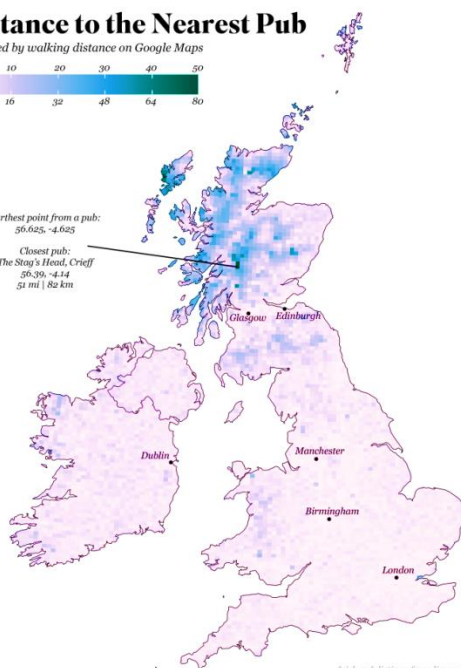 tance to the Nearest Pub
ed by walking distance on Google Maps
10 20 30 40 50
16 32 48 64 80
rthest point from a pub:
56.625, -4.625
Closest pub:
The Stag's Head, Crieff
56.39, -4.14
51 mi | 82 km
Glasgow
Edinburgh
Dublin
Manchester
Birmingham
London